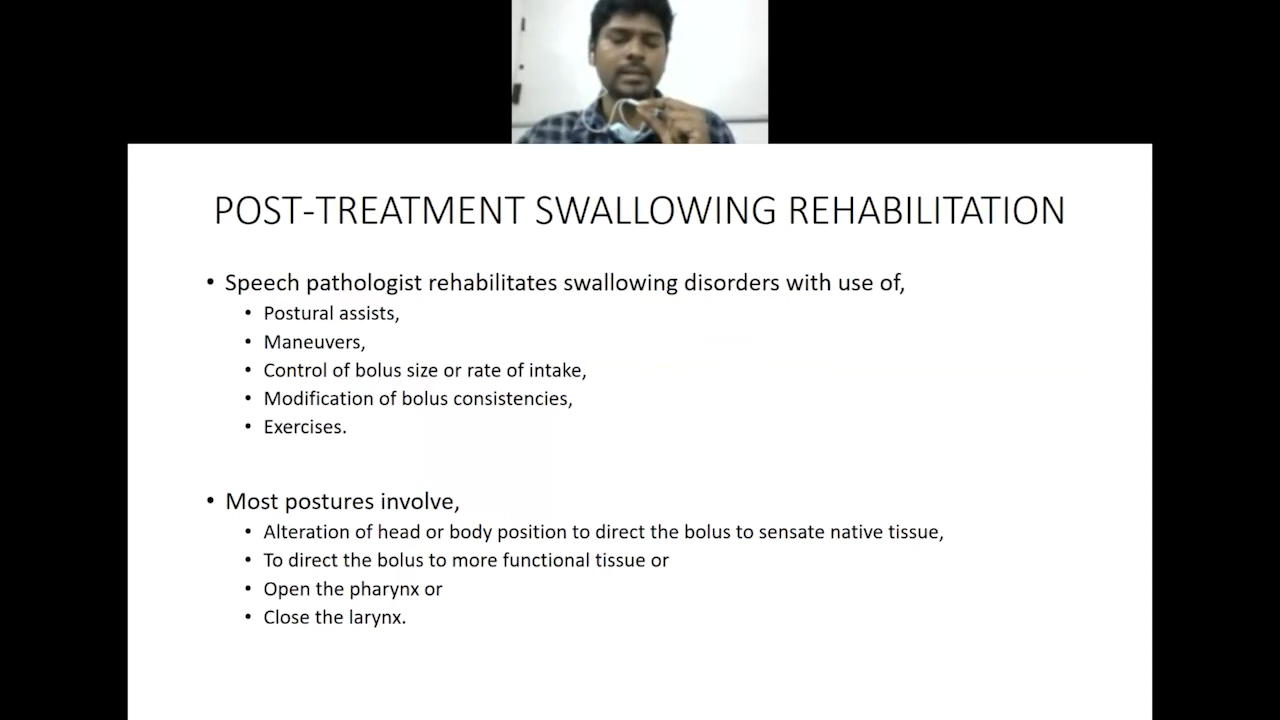 POST-TREATMENT SWALLOWING REHABILITATION
• Speech pathologist rehabilitates swallowing disorders with use of,
• Postural assists,
• Maneuvers,
• Control of bolus size or rate of intake,
• Modification of bolus consistencies,
• Exercises.
• Most postures involve,
• Alteration of head or body position to direct the bolus to sensate native tissue,
• To direct the bolus to more functional tissue or
• Open the pharynx or
• Close the larynx.